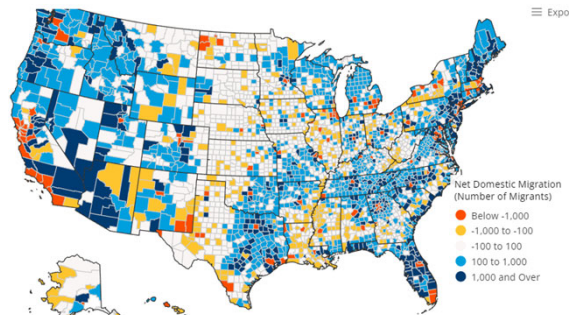 Expo
Net Domestic Migration
(Number of Migrants)
Below -1,000
-1,000 to -100
-100 to 100
100 to 1,000
1,000 and Over